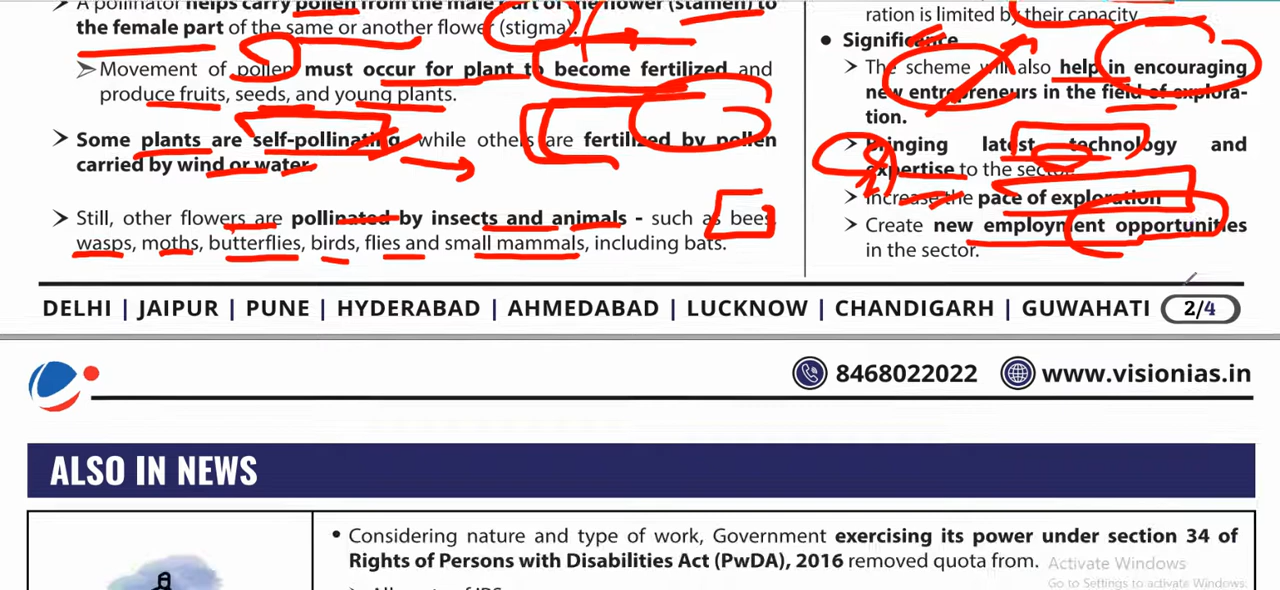 A pollinator helps carry pollen from the male part of the flower (stamen) to
the female part of the same or another flower (stigma).
Movement of pollen must occur for plant to become fertilized and
produce fruits, seeds, and young plants.
Some plants are self-pollinating, while others are fertilized by pollen
carried by wind or water.
Still, other flowers are pollinated by insects and animals - such as bees,
wasps, moths, butterflies, birds, flies and small mammals, including bats.
ration is limited by their capacity
Significance
The scheme will also help in encouraging
new entrepreneurs in the field of explora-
tion.
Bringing latest technology and
expertise to the sector
Increase the pace of exploration
Create new employment opportunities
in the sector.
DELHI | JAIPUR | PUNE | HYDERABAD | AHMEDABAD | LUCKNOW | CHANDIGARH | GUWAHATI 2/4
8468022022 www.visionias.in
ALSO IN NEWS
Considering nature and type of work, Government exercising its power under section 34 of
Rights of Persons with Disabilities Act (PwDA), 2016 removed quota from.
Activate Windows
Go to Settings to activate Windows.